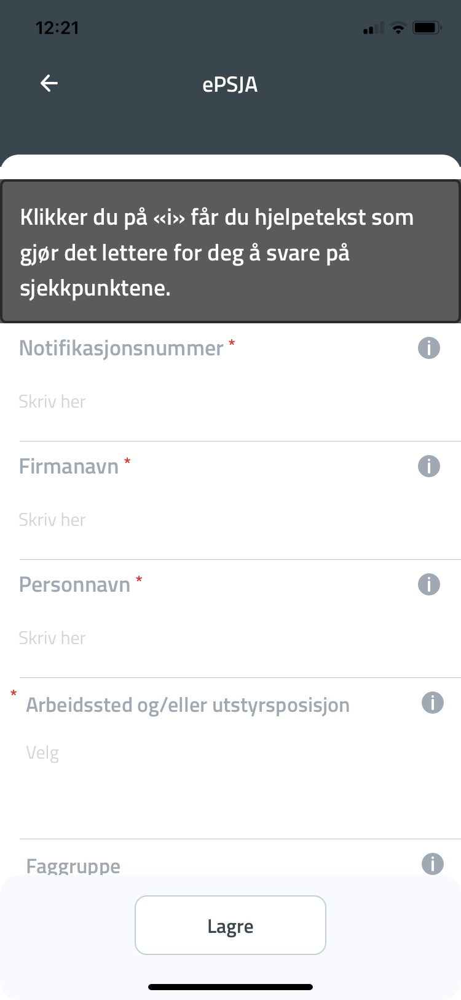 12:21
ePSJA
Klikker du på «i» får du hjelpetekst som
gjør det lettere for deg å svare på
sjekkpunktene.
Notifikasjonsnummer *
Skriv her
Firmanavn *
Skriv her
Personnavn *
Skriv her
* Arbeidssted og/eller utstyrsposisjon
Velg
Faggruppe
Lagre